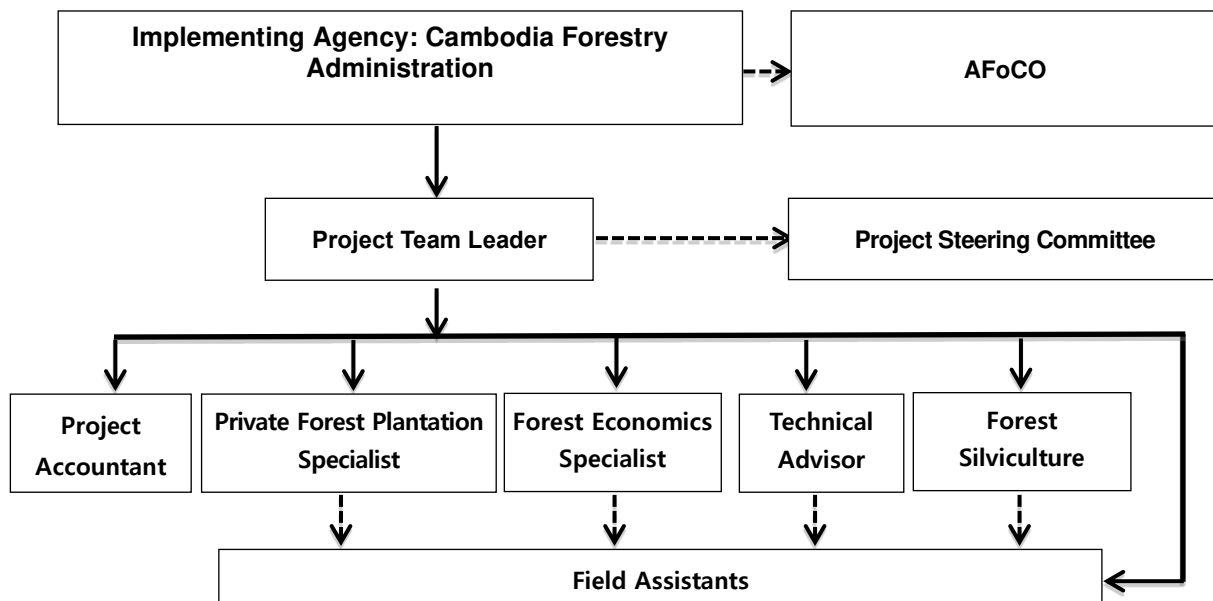 Implementing Agency: Cambodia Forestry
Administration
AFoCO
Project Team Leader
Project Steering Committee
Project
Accountant
Private Forest Plantation
Specialist
Forest Economics
Specialist
Technical
Advisor
Forest
Silviculture
Field Assistants